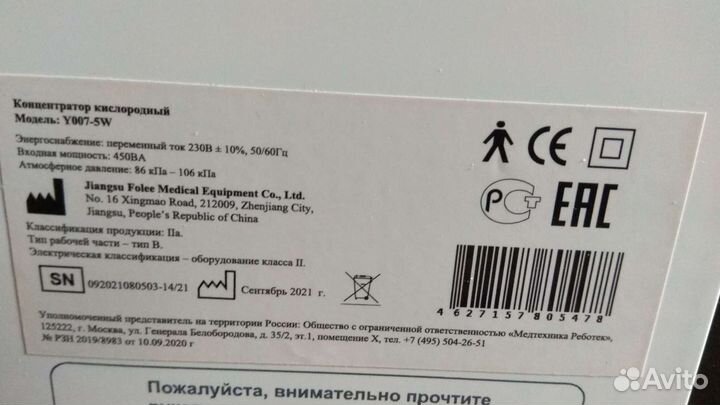 Концентратор кислородный
Модель: Y007-5W
Энергоснабжение: переменный ток 230В ± 10%, 50/60Гц
Входная мощность: 450ВА
Атмосферное давление: 86 кПа – 106 кПа
Jiangsu Folee Medical Equipment Co., Ltd.
No. 16 Xingmao Road, 212009, Zhenjiang City,
Jiangsu, People's Republic of China
Классификация продукции: IIa.
Тип рабочей части – тип В.
Электрическая классификация – оборудование класса II.
SN 092021080503-14/21
Сентябрь 2021 г.
CE
РСТ
EAC
4627157805478
Уполномоченный представитель на территории России: Общество с ограниченной ответственностью «Медтехника Реботек»,
125222, г. Москва, ул. Генерала Белобородова, д. 35/2, эт.1, помещение X, тел. +7 (495) 504-26-51
№ РЗН 2019/8983 от 10.09.2020 г
Пожалуйста, внимательно прочтите
Avito